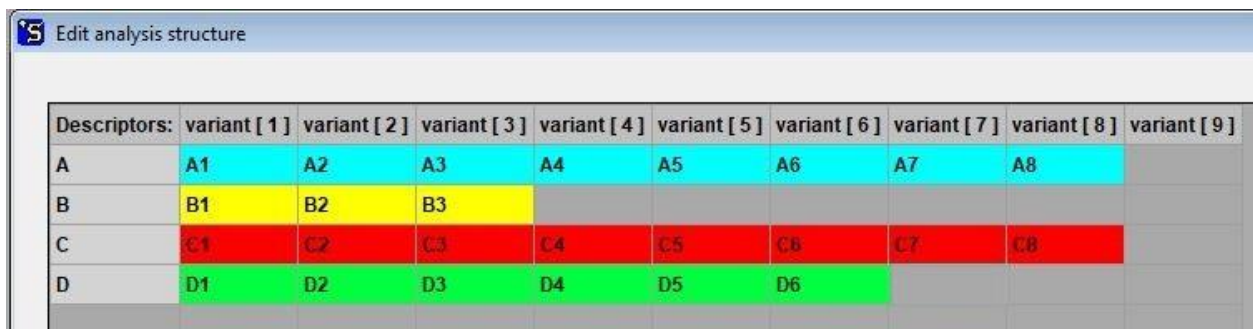 S Edit analysis structure
Descriptors: variant [ 1 ] variant [ 2 ] variant [ 3 ] variant [ 4 ] variant [ 5 ] variant [ 6 ] variant [ 7 ] variant [ 8 ] variant [ 9 ]
A A1 A2 A3 A4 A5 A6 A7 A8
B B1 B2 B3
C C1 C2 C3 C4 C5 C6 C7 C8
D D1 D2 D3 D4 D5 D6